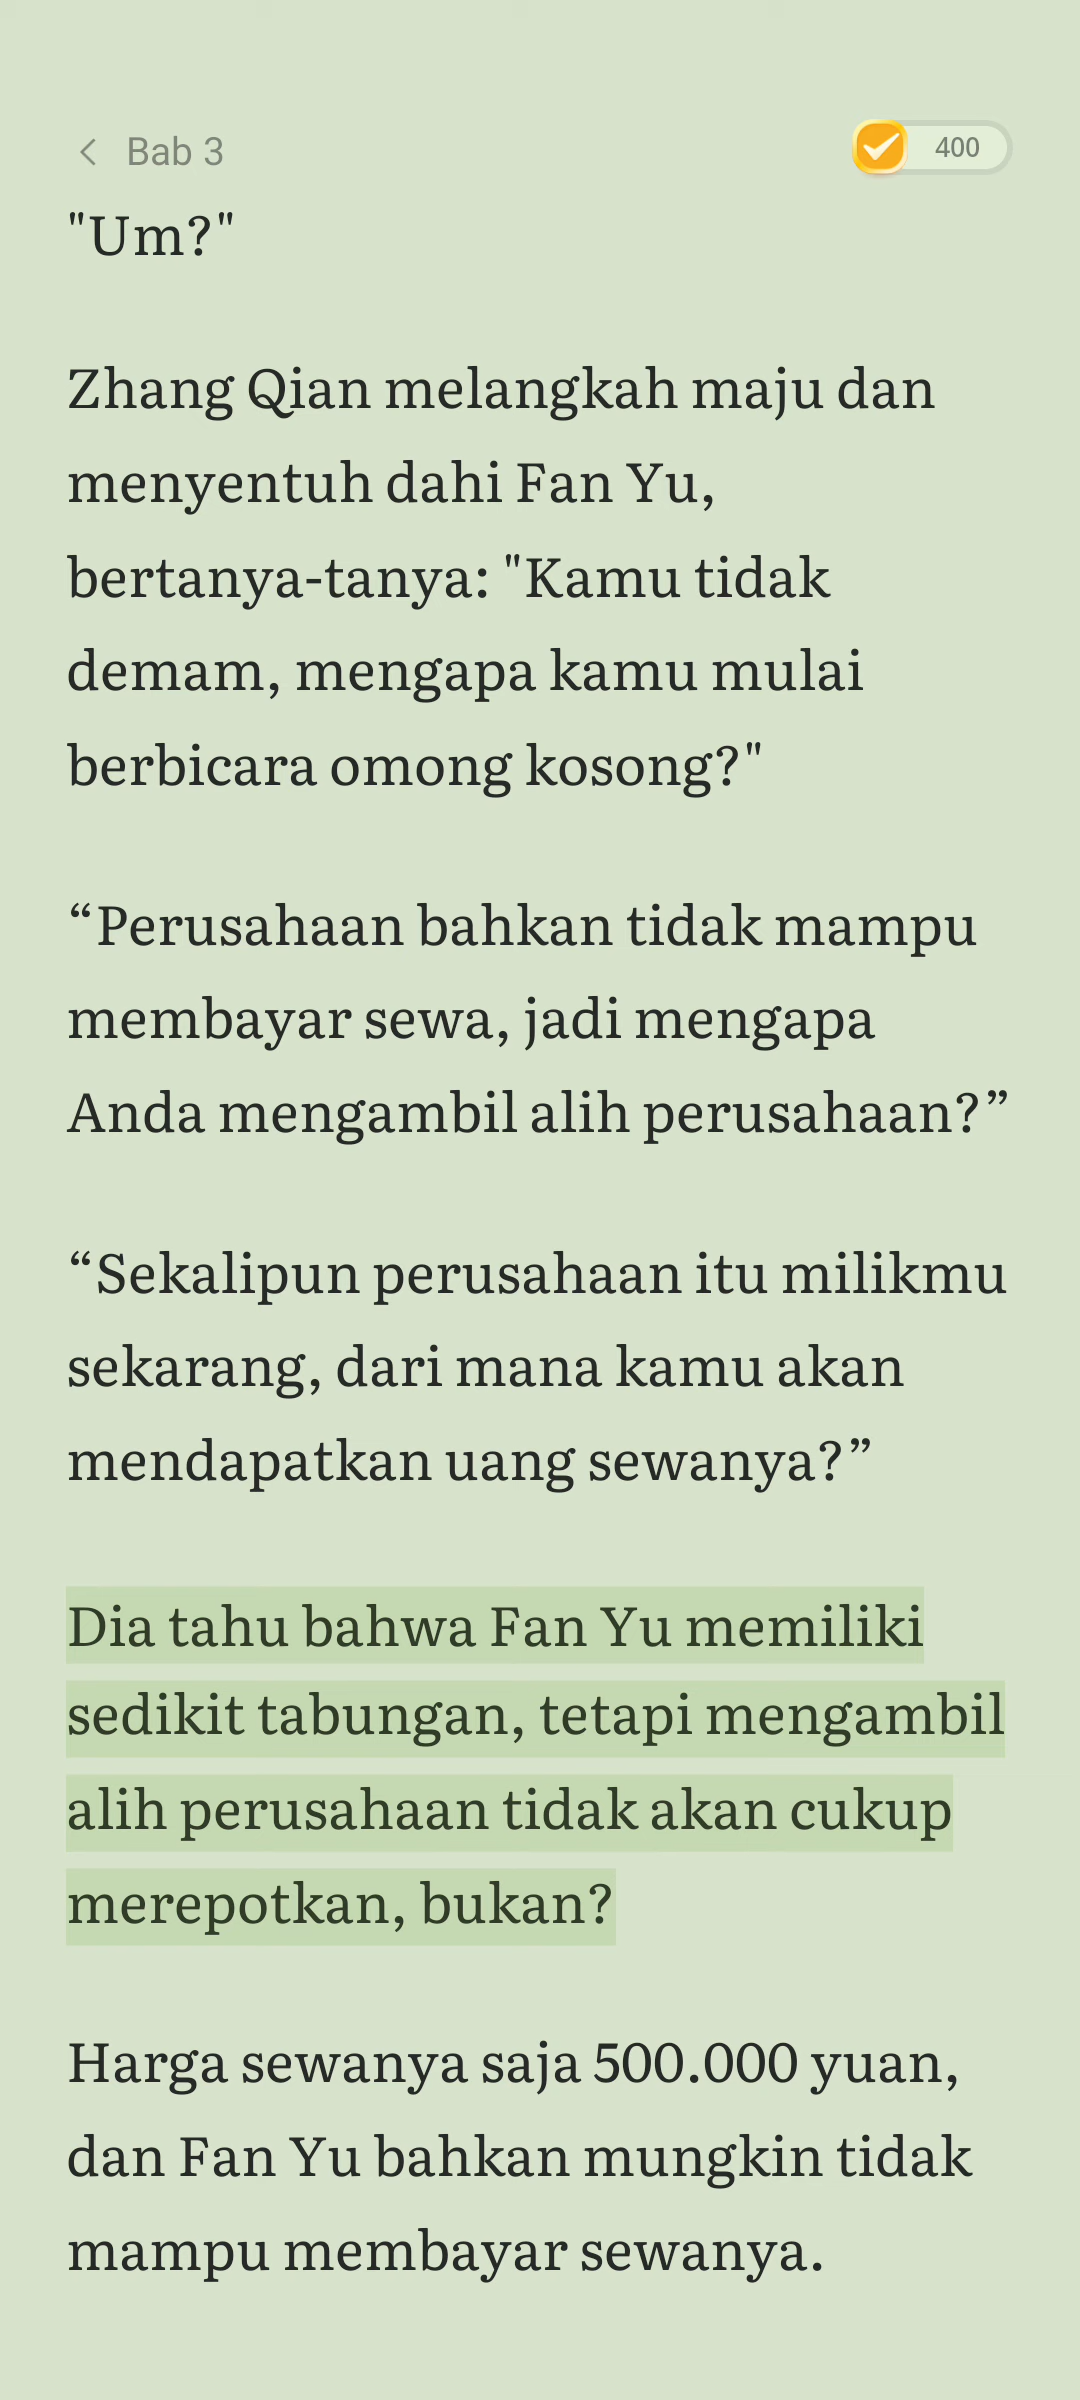 Bab 3
400
"Um?"
Zhang Qian melangkah maju dan
menyentuh dahi Fan Yu,
bertanya-tanya: "Kamu tidak
demam, mengapa kamu mulai
berbicara omong kosong?"
“Perusahaan bahkan tidak mampu
membayar sewa, jadi mengapa
Anda mengambil alih perusahaan?”
“Sekalipun perusahaan itu milikmu
sekarang, dari mana kamu akan
mendapatkan uang sewanya?”
Dia tahu bahwa Fan Yu memiliki
sedikit tabungan, tetapi mengambil
alih perusahaan tidak akan cukup
merepotkan, bukan?
Harga sewanya saja 500.000 yuan,
dan Fan Yu bahkan mungkin tidak
mampu membayar sewanya.